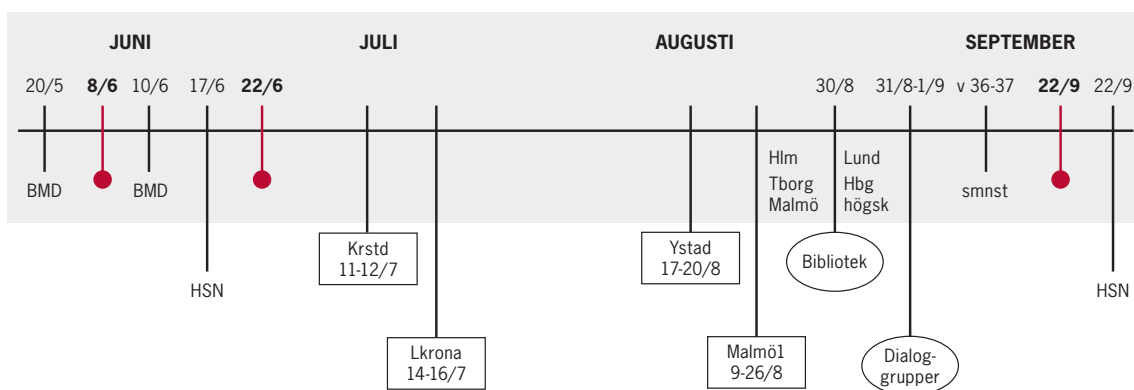 JUNI JULI AUGUSTI SEPTEMBER
20/5 8/6 10/6 17/6 22/6 30/8 31/8-1/9 v 36-37 22/9 22/9
Hlm Lund
Tborg Hbg
Malmö högsk
BMD BMD smnst
Krstd
11-12/7
Ystad
17-20/8
Bibliotek
HSN HSN
Lkrona
14-16/7
Malmö1
9-26/8
Dialog-
grupper